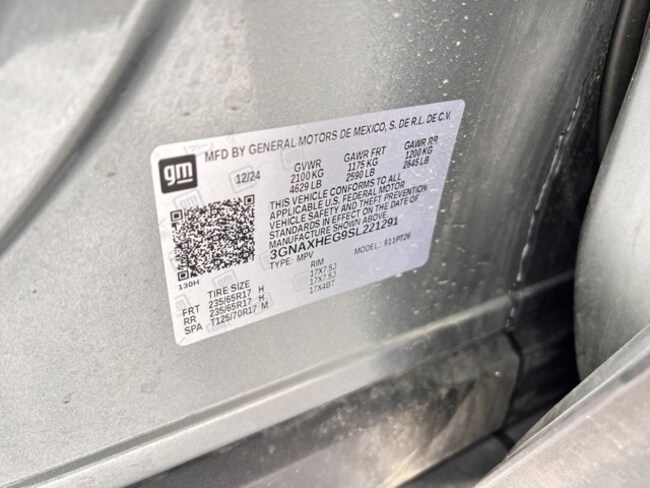 gm
MFD BY GENERAL MOTORS DE MEXICO, S. DE R.L. DE C.V.
12/24
GVWR GAWR FRT GAWR RR
2100 KG 1175 KG 1200 KG
4629 LB 2590 LB 2645 LB
THIS VEHICLE CONFORMS TO ALL
APPLICABLE U.S. FEDERAL MOTOR
VEHICLE SAFETY AND THEFT PREVENTION
STANDARDS IN EFFECT ON THE DATE OF
MANUFACTURE SHOWN ABOVE.
3GNAXHEG9SL221291
TYPE: MPV MODEL: 911PT26
130H
TIRE SIZE RIM
FRT 235/65R17 H 17X7.5J
RR 235/65R17 H 17X7.5J
SPA T125/70R17 M 17X4BT